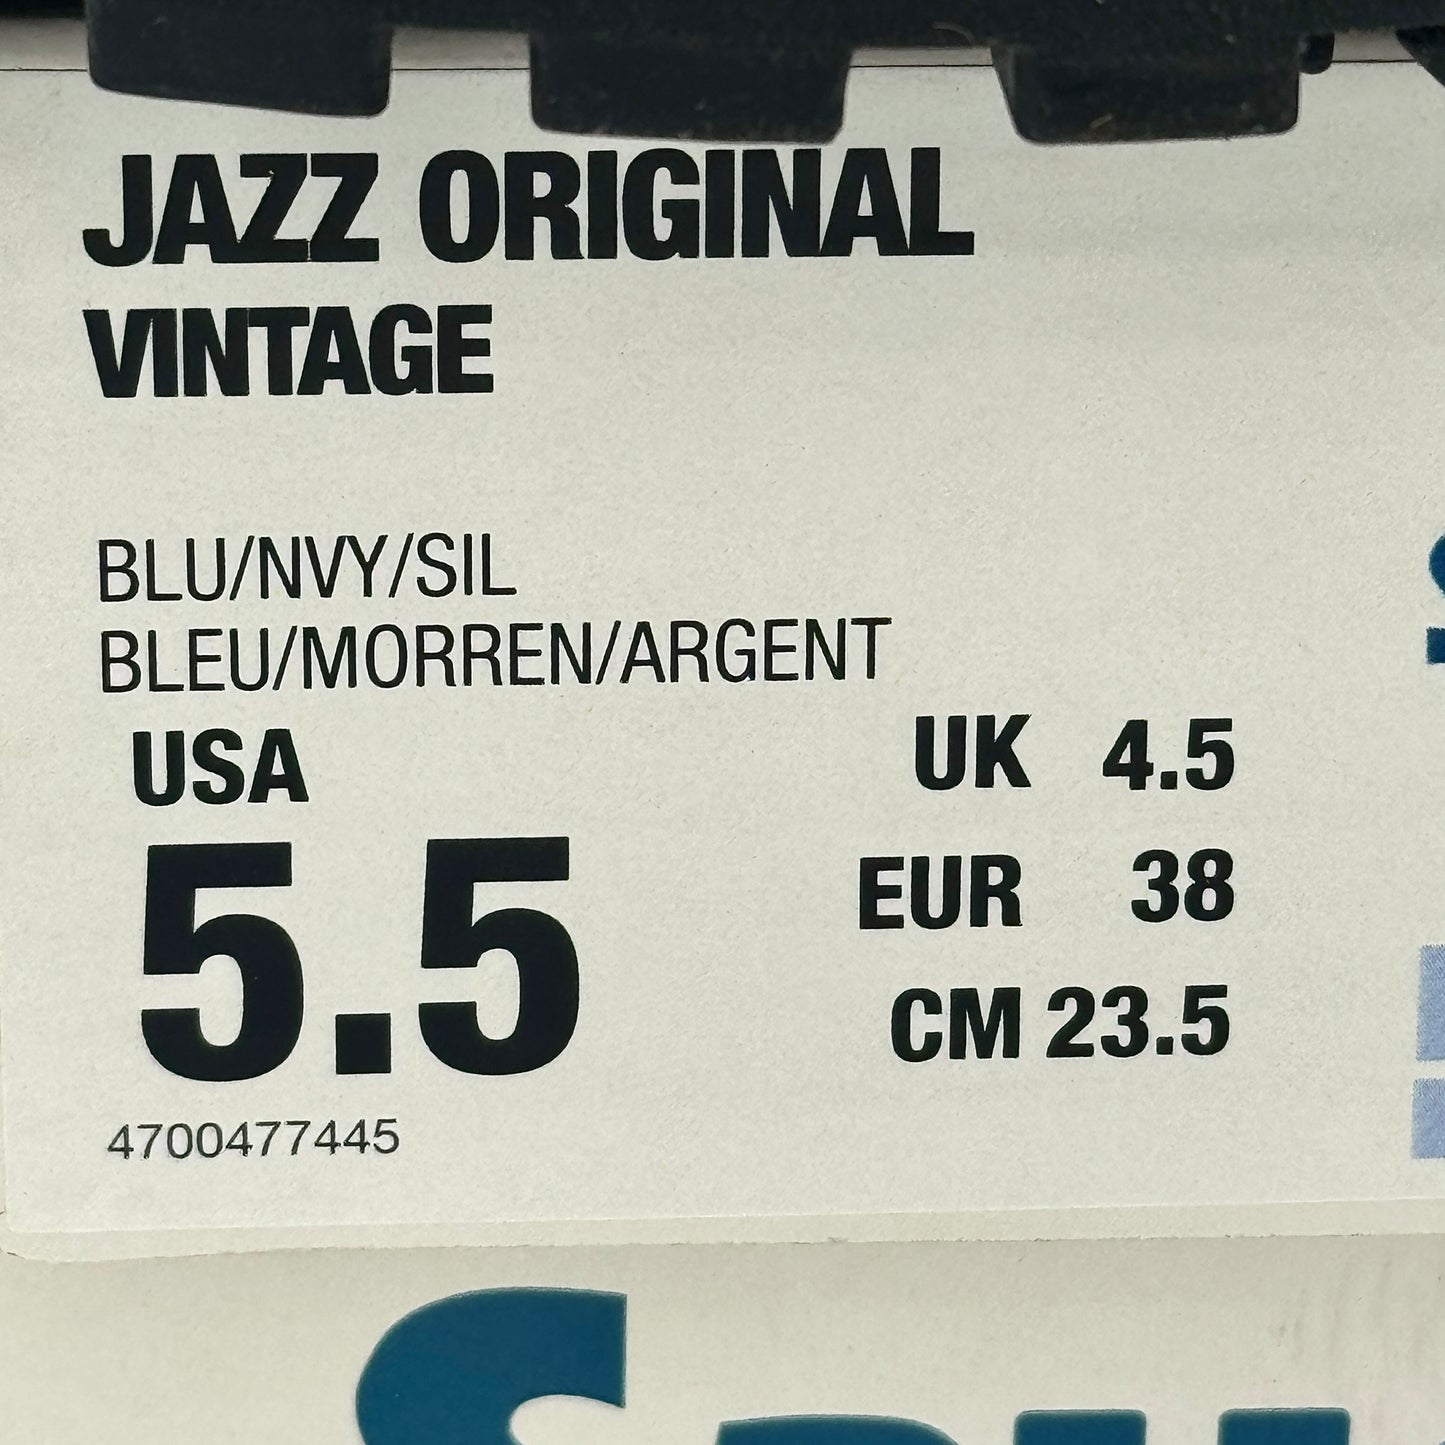 JAZZ ORIGINAL
VINTAGE
BLU/NVY/SIL
BLEU/MORREN/ARGENT
USA
5.5
UK 4.5
EUR 38
CM 23.5
4700477445